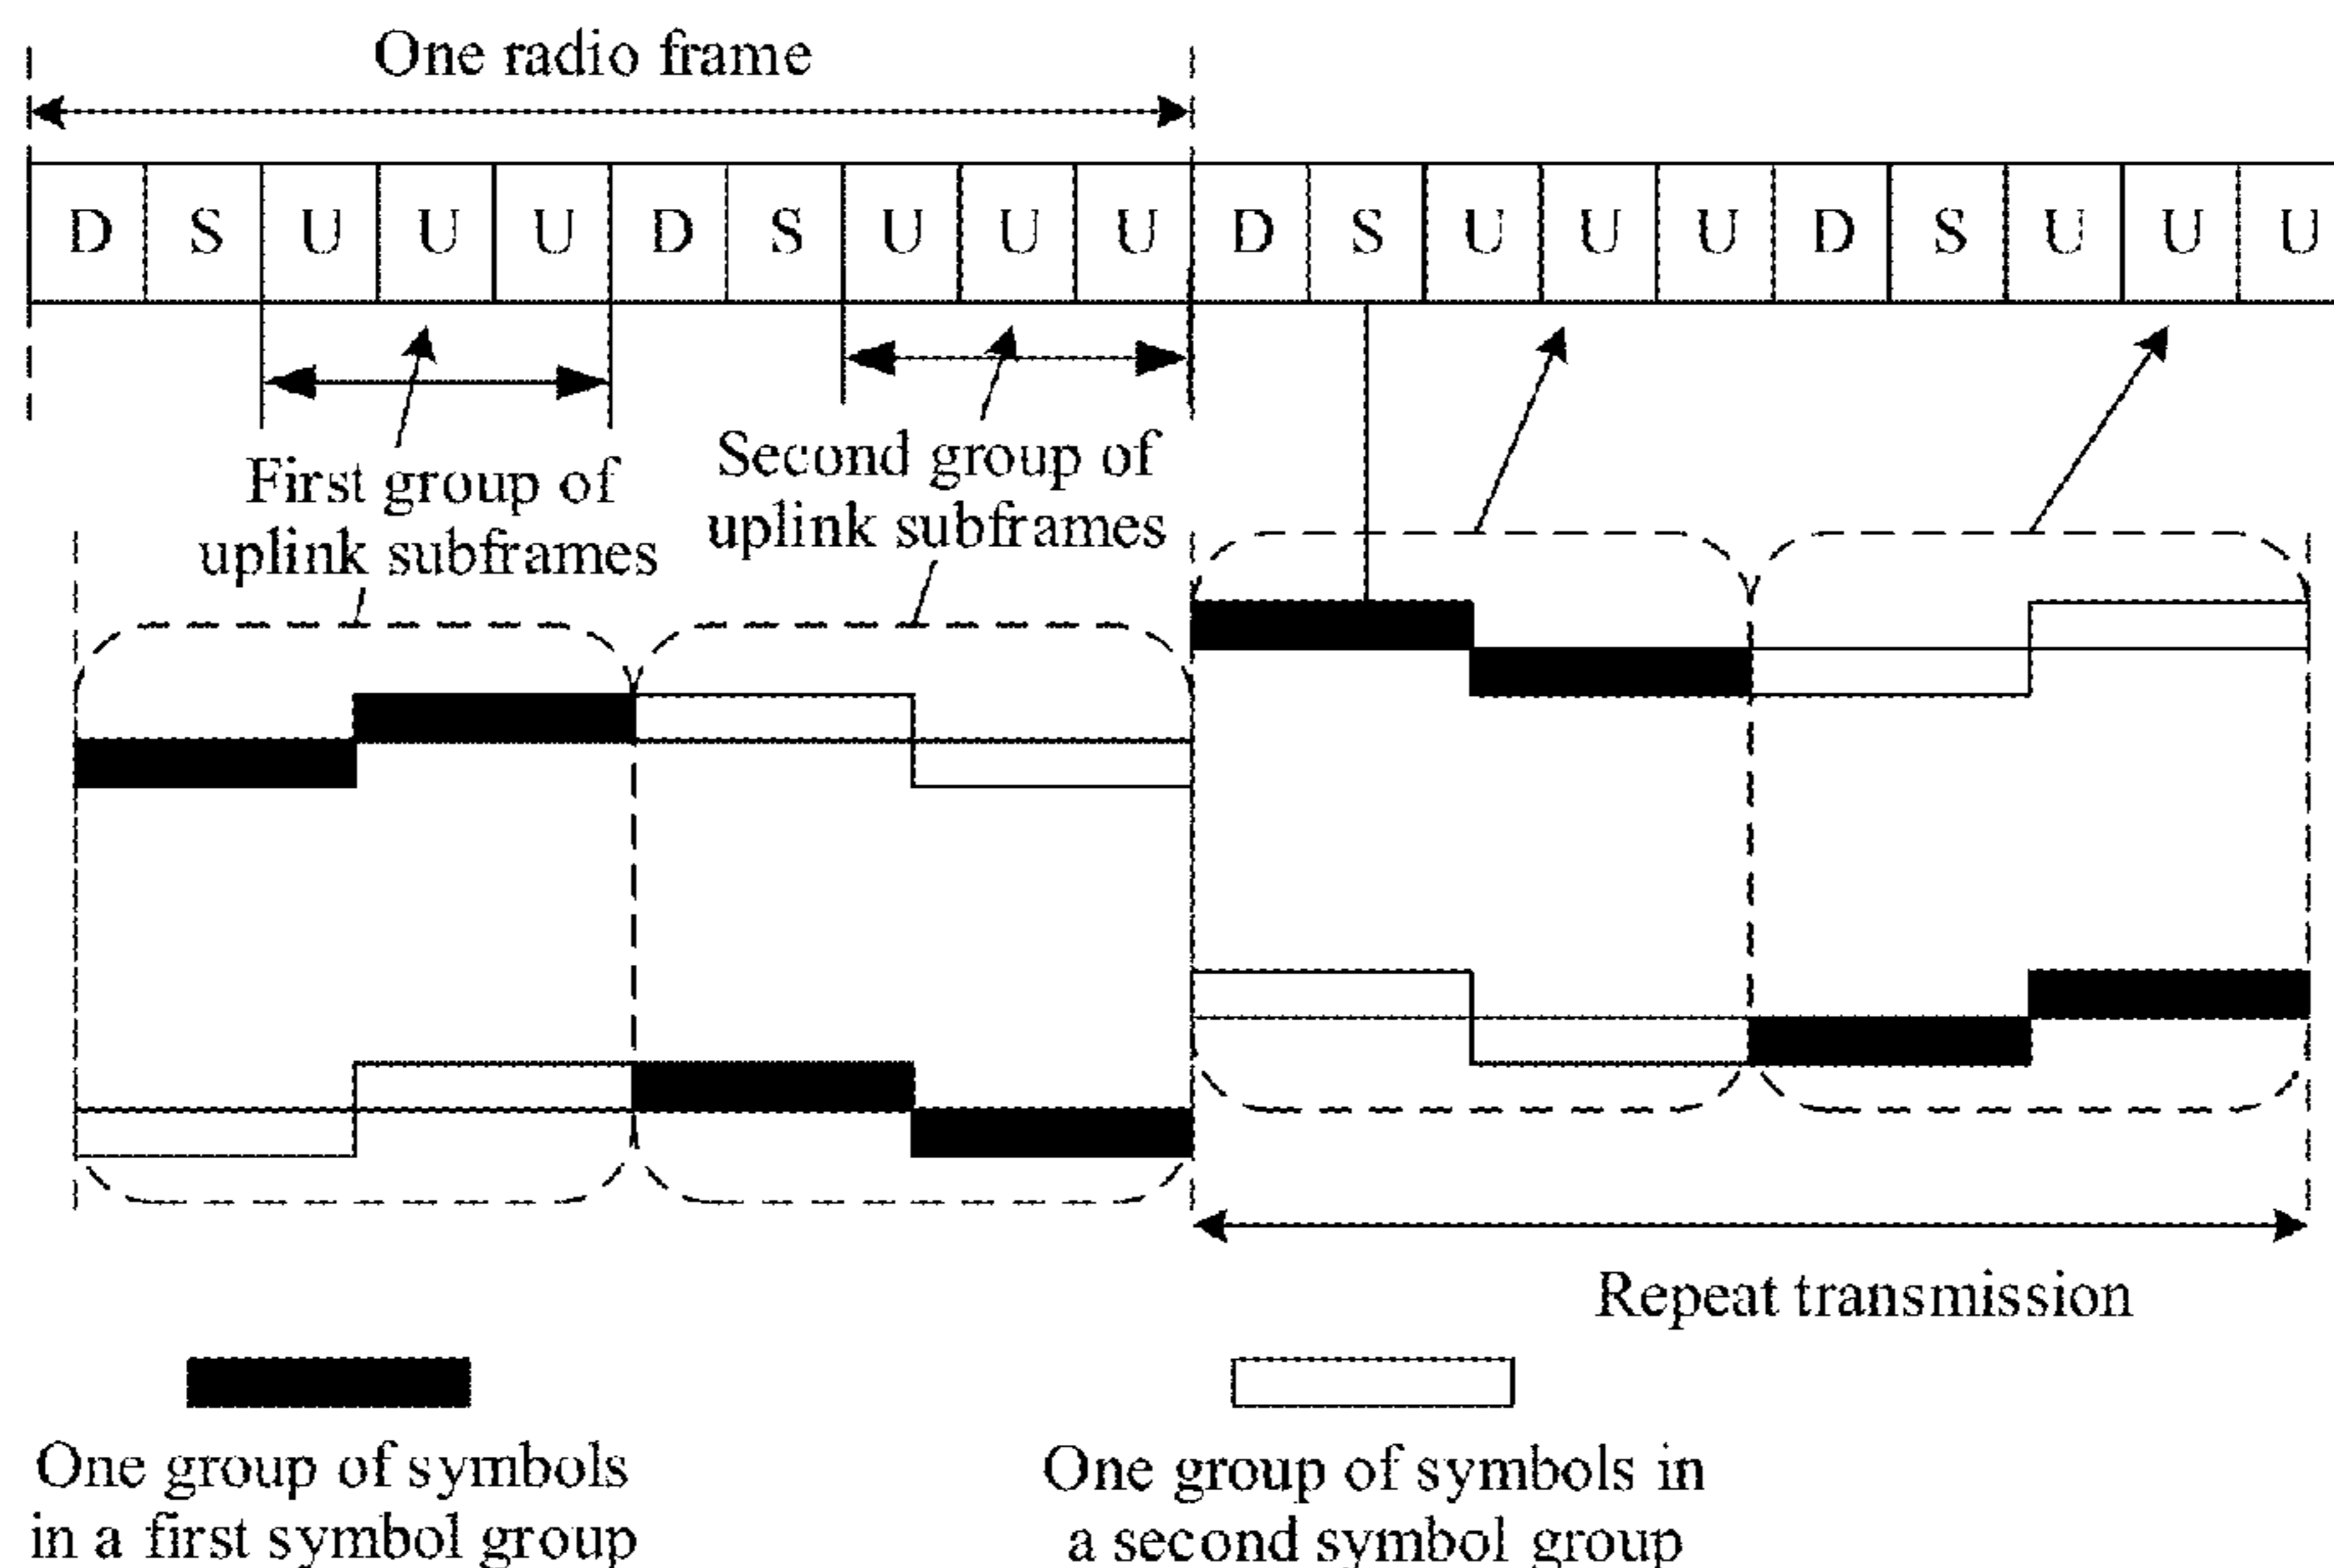 One radio frame
D S U U U D S U U U D S U U U D S U U U
First group of
uplink subframes
Second group of
uplink subframes
Repeat transmission
One group of symbols
in a first symbol group
One group of symbols in
a second symbol group